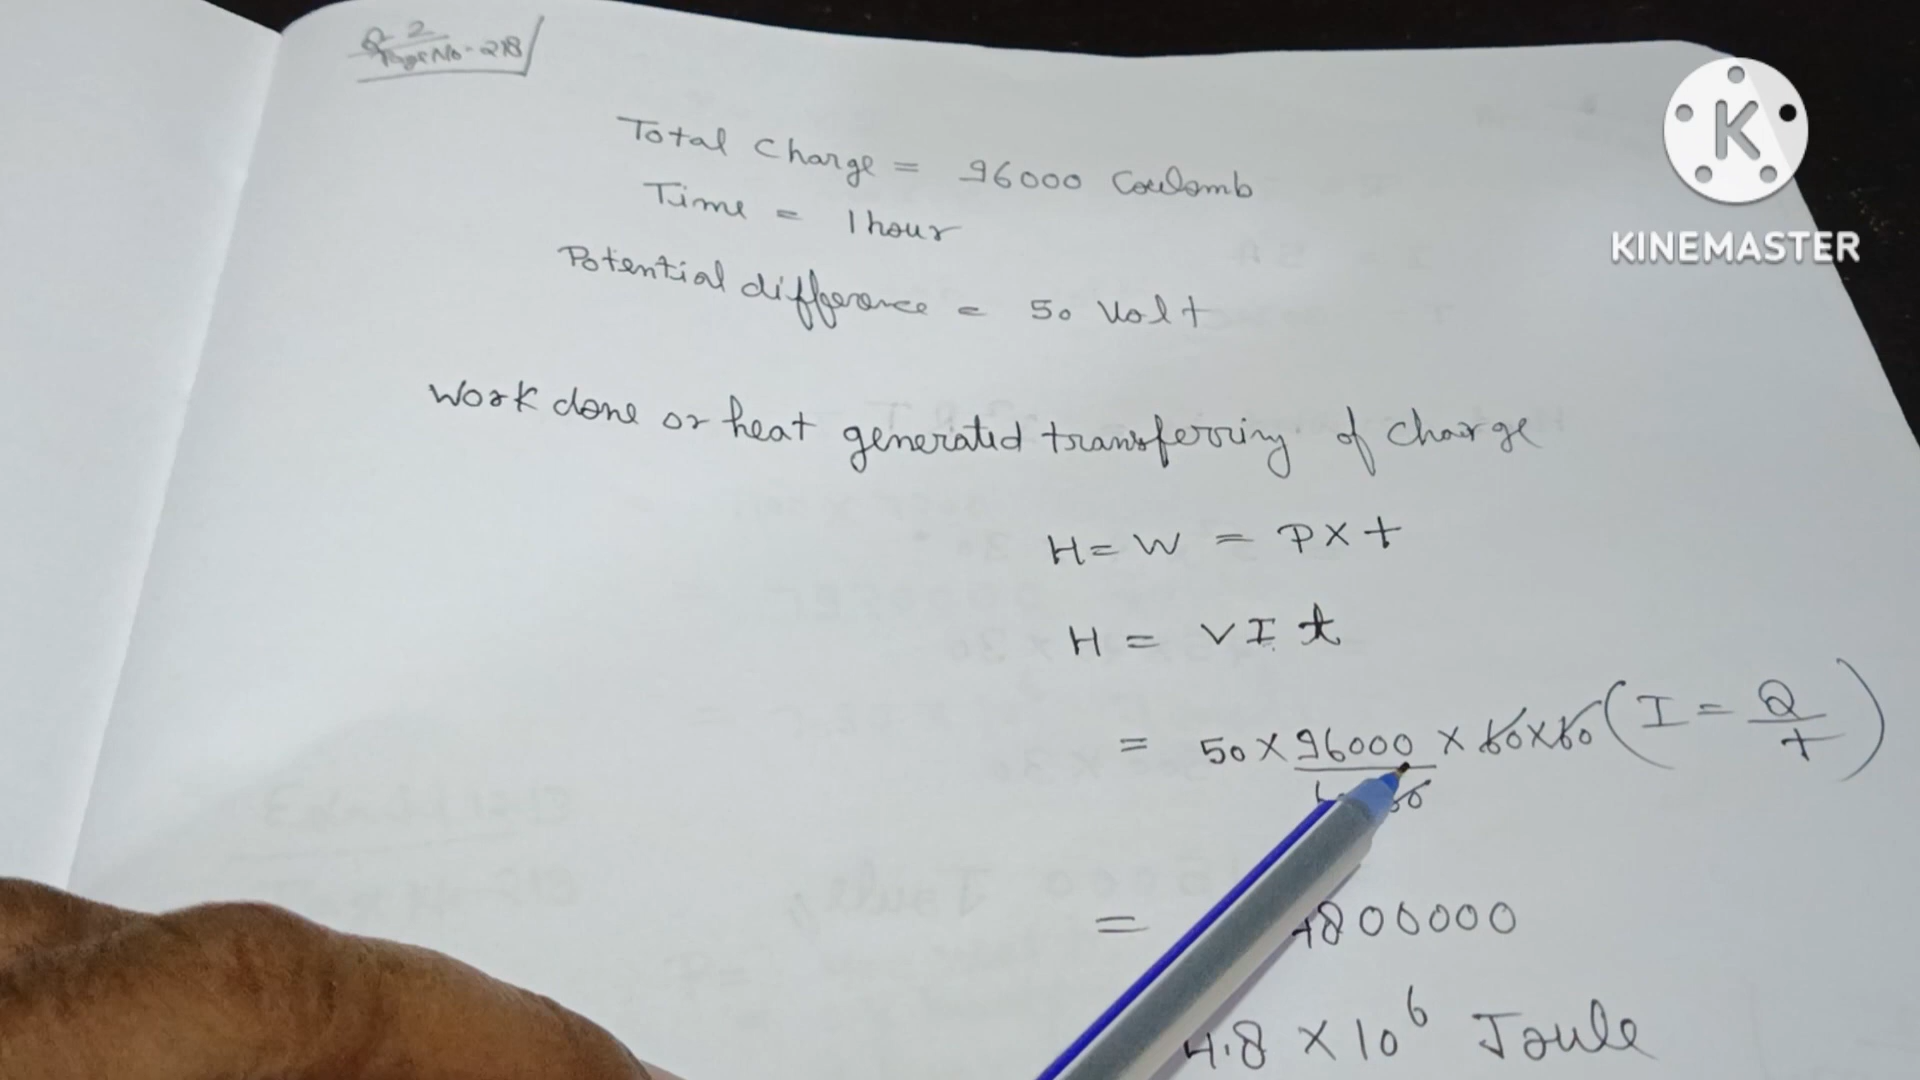 Q 2
Page No - 218
Total Charge = 96000 Coulomb
Time = 1 hour
Potential difference = 50 Volt
Work done or heat generated transferring of charge
H = W = P X t
H = V I t
= 50 × 96000 × 60×60 ( I = Q
t )
= 4800000
4.8 × 10⁶ Joule
K
KINEMASTER